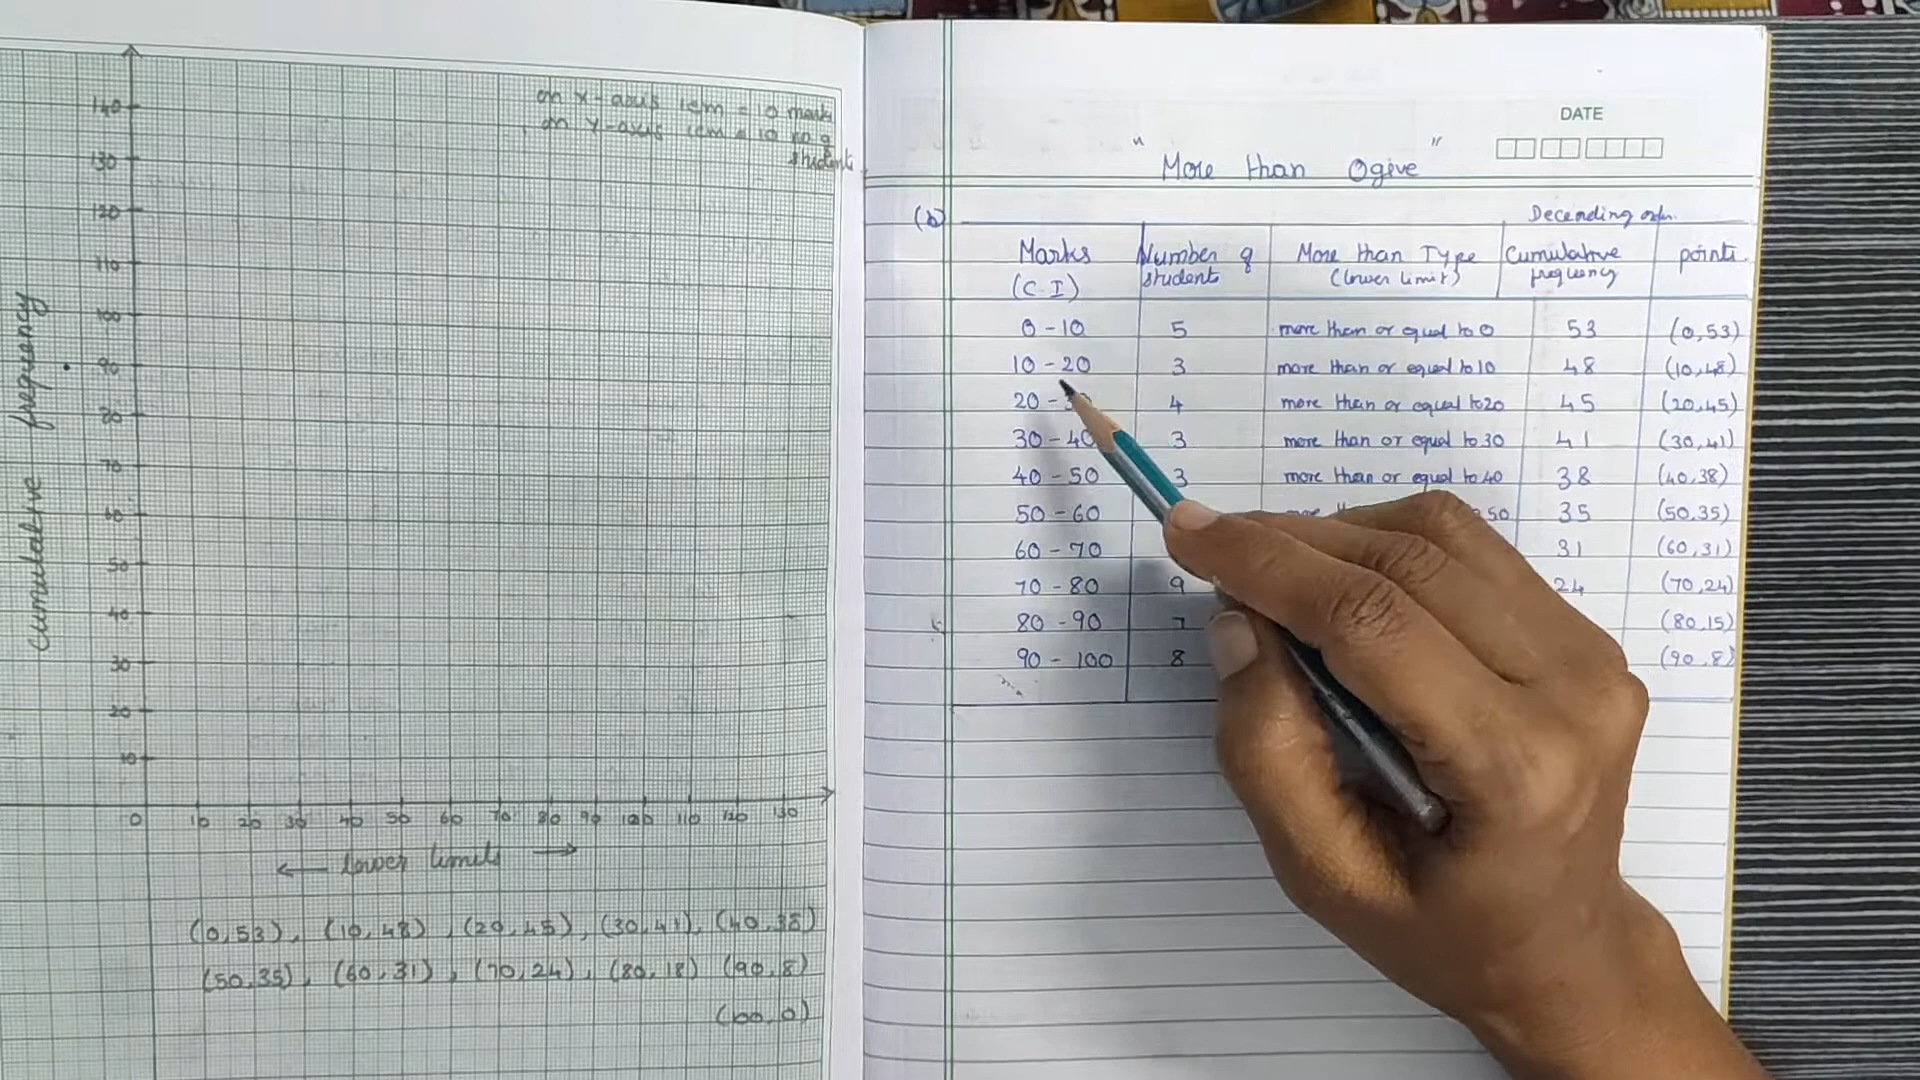 on x-axis 1cm = 10 marks
on Y-axis 1cm = 10 no g
students
140
130
120
110
100
90
80
70
60
50
40
30
20
10
cumulative frequency
0 10 20 30 40 50 60 70 80 90 100 110 120 130
lower limits
(0,53), (10,48), (20,45), (30,41), (40,38)
(50,35), (60,31), (70,24), (80,18) (90,8)
(100,0)
DATE
" More than Ogive "
(b)
Decending
Marks (C.I) Number of students More than Type (lower limit) Cumulative frequency points
0-10 5 more than or equal to 0 53 (0,53)
10-20 3 more than or equal to 10 48 (10,48)
20-30 4 more than or equal to 20 45 (20,45)
30-40 3 more than or equal to 30 41 (30,41)
40-50 3 more than or equal to 40 38 (40,38)
50-60 50 35 (50,35)
60-70 31 (60,31)
70-80 9 24 (70,24)
80-90 7 (80,15)
90-100 8 (90,8)